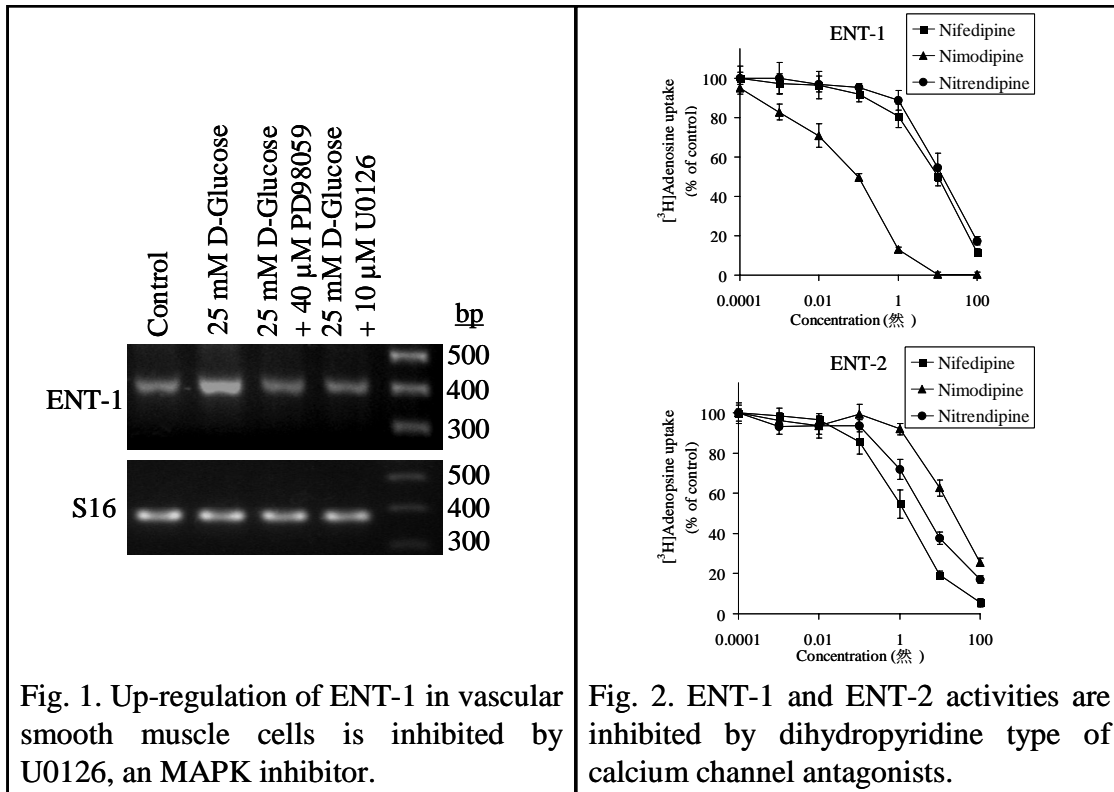 Control
25 mM D-Glucose
25 mM D-Glucose
+ 40 µM PD98059
25 mM D-Glucose
+ 10 µM U0126
bp
ENT-1
500
400
300
S16
500
400
300
Fig. 1. Up-regulation of ENT-1 in vascular
smooth muscle cells is inhibited by
U0126, an MAPK inhibitor.
ENT-1
Nifedipine
Nimodipine
Nitrendipine
[³H]Adenosine uptake
(% of control)
100
80
60
40
20
0
0.0001
0.01
1
100
Concentration (然 )
ENT-2
Nifedipine
Nimodipine
Nitrendipine
[³H]Adenopsine uptake
(% of control)
100
80
60
40
20
0
0.0001
0.01
1
100
Concentration (然 )
Fig. 2. ENT-1 and ENT-2 activities are
inhibited by dihydropyridine type of
calcium channel antagonists.